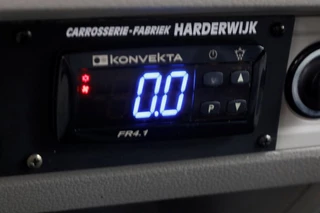 CARROSSERIE-FABRIEK HARDERWIJK
KONVEKTA
0.0
P
FR4.1